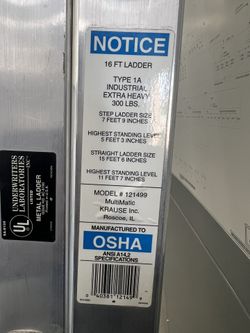 NOTICE
16 FT LADDER
TYPE 1A
INDUSTRIAL
EXTRA HEAVY
300 LBS.
STEP LADDER SIZE
7 FEET 9 INCHES
HIGHEST STANDING LEVEL
5 FEET 3 INCHES
STRAIGHT LADDER SIZE
15 FEET 6 INCHES
HIGHEST STANDING LEVEL
11 FEET 7 INCHES
MODEL # 121499
MultiMatic
KRAUSE Inc.
Roscoe, IL
MANUFACTURED TO
OSHA
ANSI A14.2
SPECIFICATIONS
UNDERWRITERS
LABORATORIES INC.
LISTED
METAL LADDER
UL